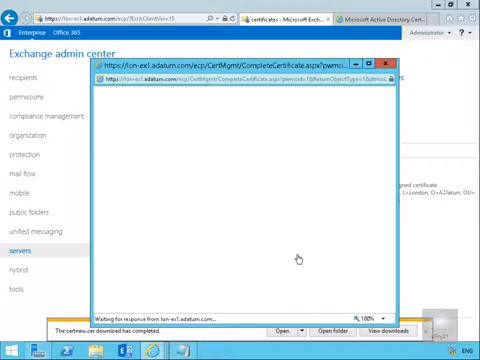 https://lon-ex1.adatum.com/ecp/?ExchClientVer=15
certificates - Microsoft Exch...
Microsoft Active Directory Cert...
Enterprise Office 365
Administrator
?
Exchange admin center
recipients
permissions
compliance management
organization
protection
mail flow
mobile
public folders
unified messaging
servers
hybrid
tools
https://lon-ex1.adatum.com/ecp/CertMgmt/CompleteCertificate.aspx?pwmci...
https://lon-ex1.adatum.com/ecp/CertMgmt/CompleteCertificate.aspx?pwmcid=1&ReturnObjectType=1
Waiting for response from lon-ex1.adatum.com...
100%
gned certificate
L=London, O=A.Datum, OU=
The certnew.cer download has completed.
Open
Open folder
View downloads
ENG